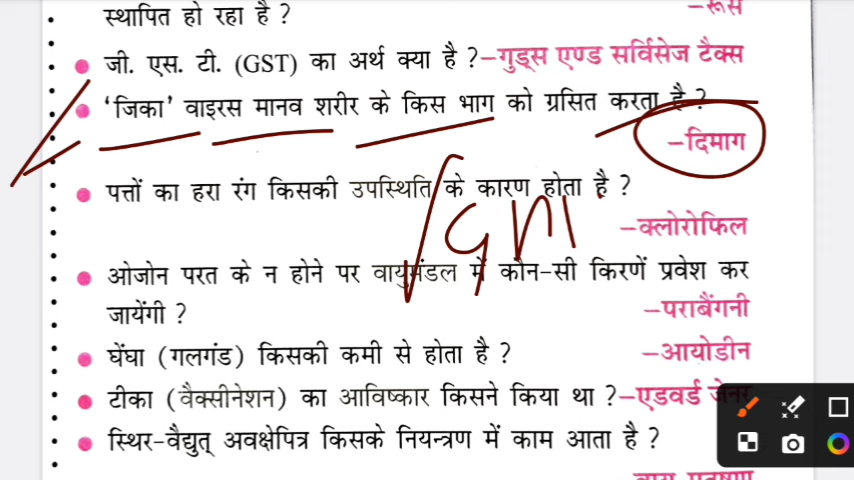 स्थापित हो रहा है ? –रूस
जी. एस. टी. (GST) का अर्थ क्या है ? –गुड्स एण्ड सर्विसेज टैक्स
'जिका' वाइरस मानव शरीर के किस भाग को ग्रसित करता है ?
–दिमाग
पत्तों का हरा रंग किसकी उपस्थिति के कारण होता है ?
–क्लोरोफिल
ओजोन परत के न होने पर वायुमंडल में कौन-सी किरणें प्रवेश कर
जायेंगी ? –पराबैंगनी
घेंघा (गलगंड) किसकी कमी से होता है ? –आयोडीन
टीका (वैक्सीनेशन) का आविष्कार किसने किया था ? –एडवर्ड जेनर
स्थिर-वैद्युत् अवक्षेपित्र किसके नियन्त्रण में काम आता है ?